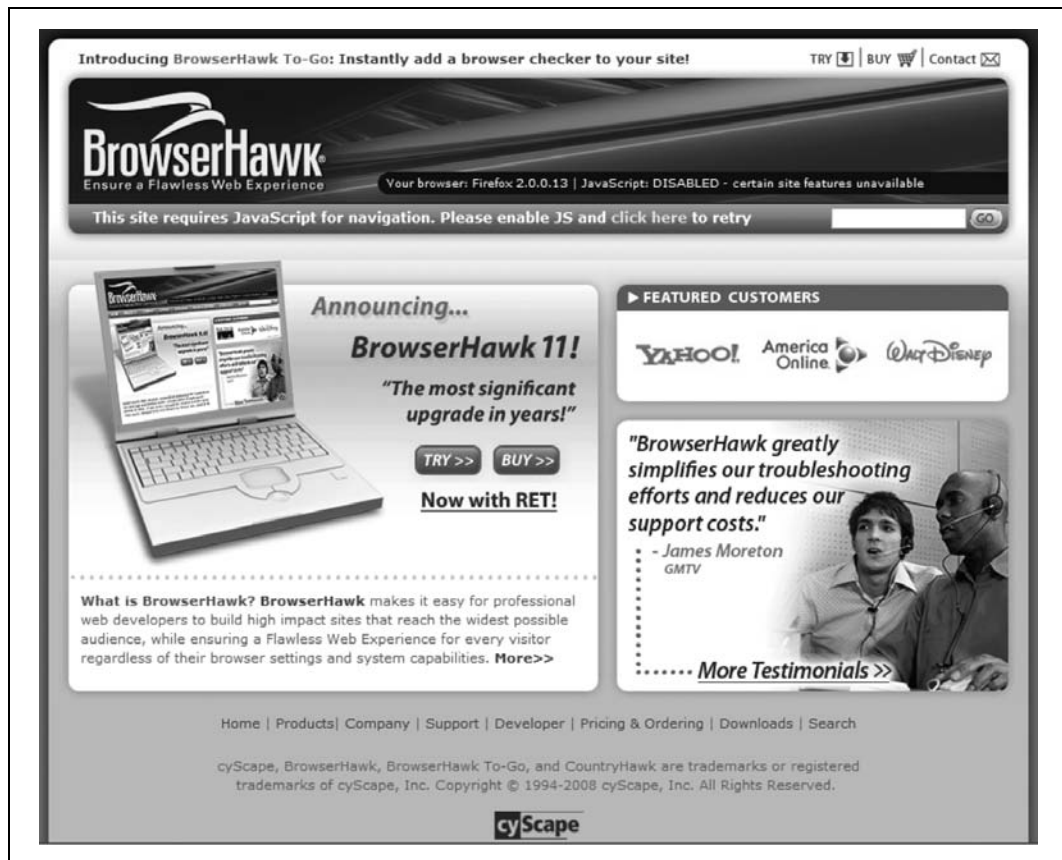 Introducing BrowserHawk To-Go: Instantly add a browser checker to your site!
TRY | BUY | Contact
BrowserHawk®
Ensure a Flawless Web Experience
Your browser: Firefox 2.0.0.13 | JavaScript: DISABLED - certain site features unavailable
This site requires JavaScript for navigation. Please enable JS and click here to retry
GO
Announcing...
BrowserHawk 11!
"The most significant
upgrade in years!"
TRY >> BUY >>
Now with RET!
What is BrowserHawk? BrowserHawk makes it easy for professional
web developers to build high impact sites that reach the widest possible
audience, while ensuring a Flawless Web Experience for every visitor
regardless of their browser settings and system capabilities. More>>
FEATURED CUSTOMERS
YAHOO!
America
Online
WALT DISNEY
"BrowserHawk greatly
simplifies our troubleshooting
efforts and reduces our
support costs."
- James Moreton
GMTV
More Testimonials >>
Home | Products| Company | Support | Developer | Pricing & Ordering | Downloads | Search
cyScape, BrowserHawk, BrowserHawk To-Go, and CountryHawk are trademarks or registered
trademarks of cyScape, Inc. Copyright © 1994-2008 cyScape, Inc. All Rights Reserved.
cyScape